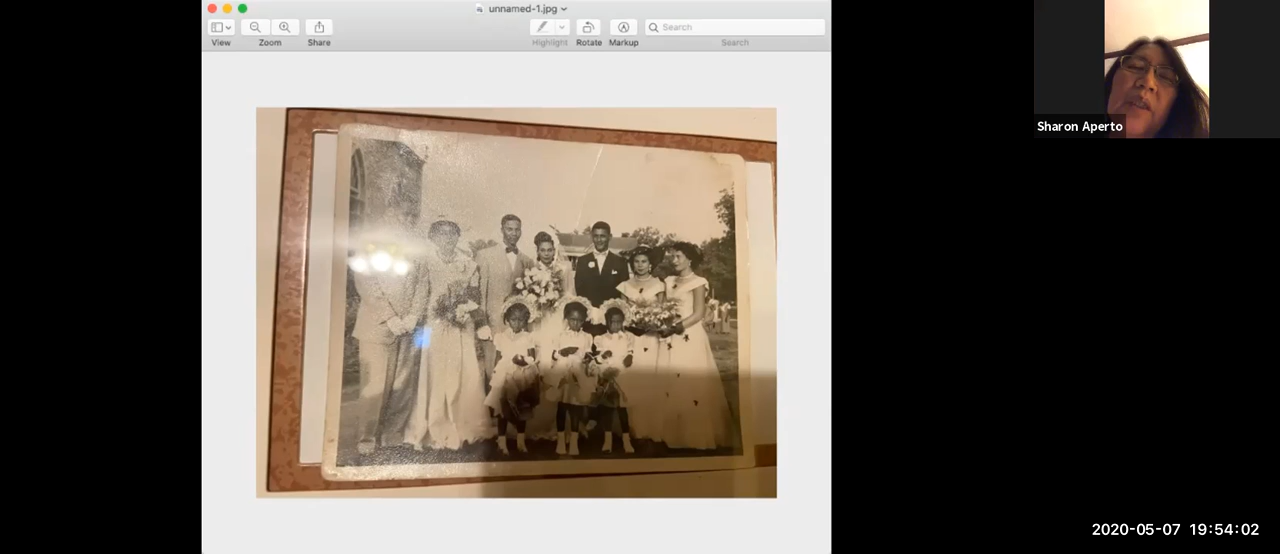 unnamed-1.jpg
Search
View
Zoom
Share
Highlight
Rotate
Markup
Search
Sharon Aperto
2020-05-07 19:54:02